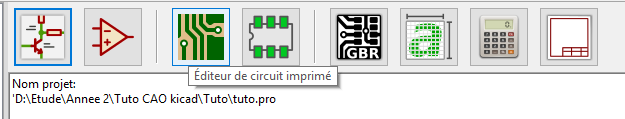 GBR
a
Éditeur de circuit imprimé
Nom projet:
'D:\Etude\Annee 2\Tuto CAO kicad\Tuto\tuto.pro